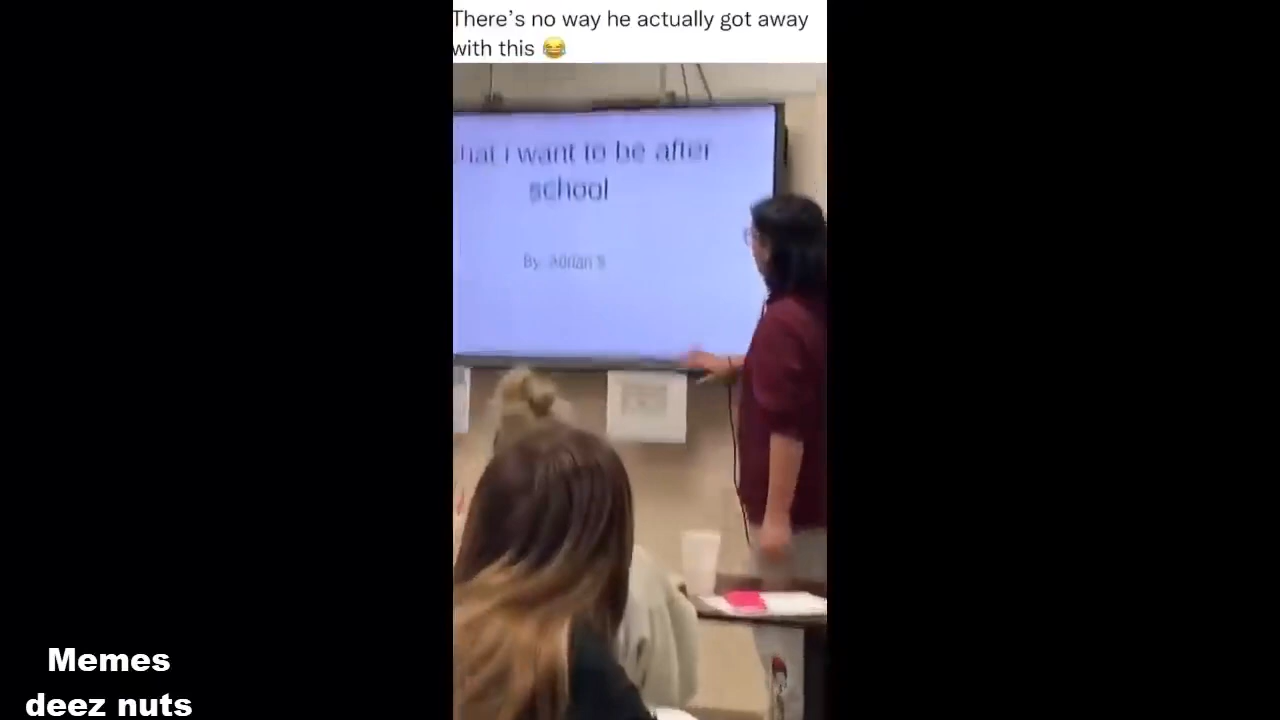 There’s no way he actually got away
with this 😂
hat i want to be after
school
By: Adrian S
Memes
deez nuts